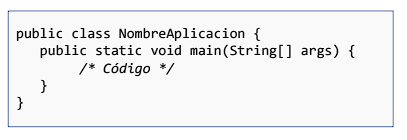 public class NombreAplicacion {
   public static void main(String[] args) {
        /* Código */
   }
}